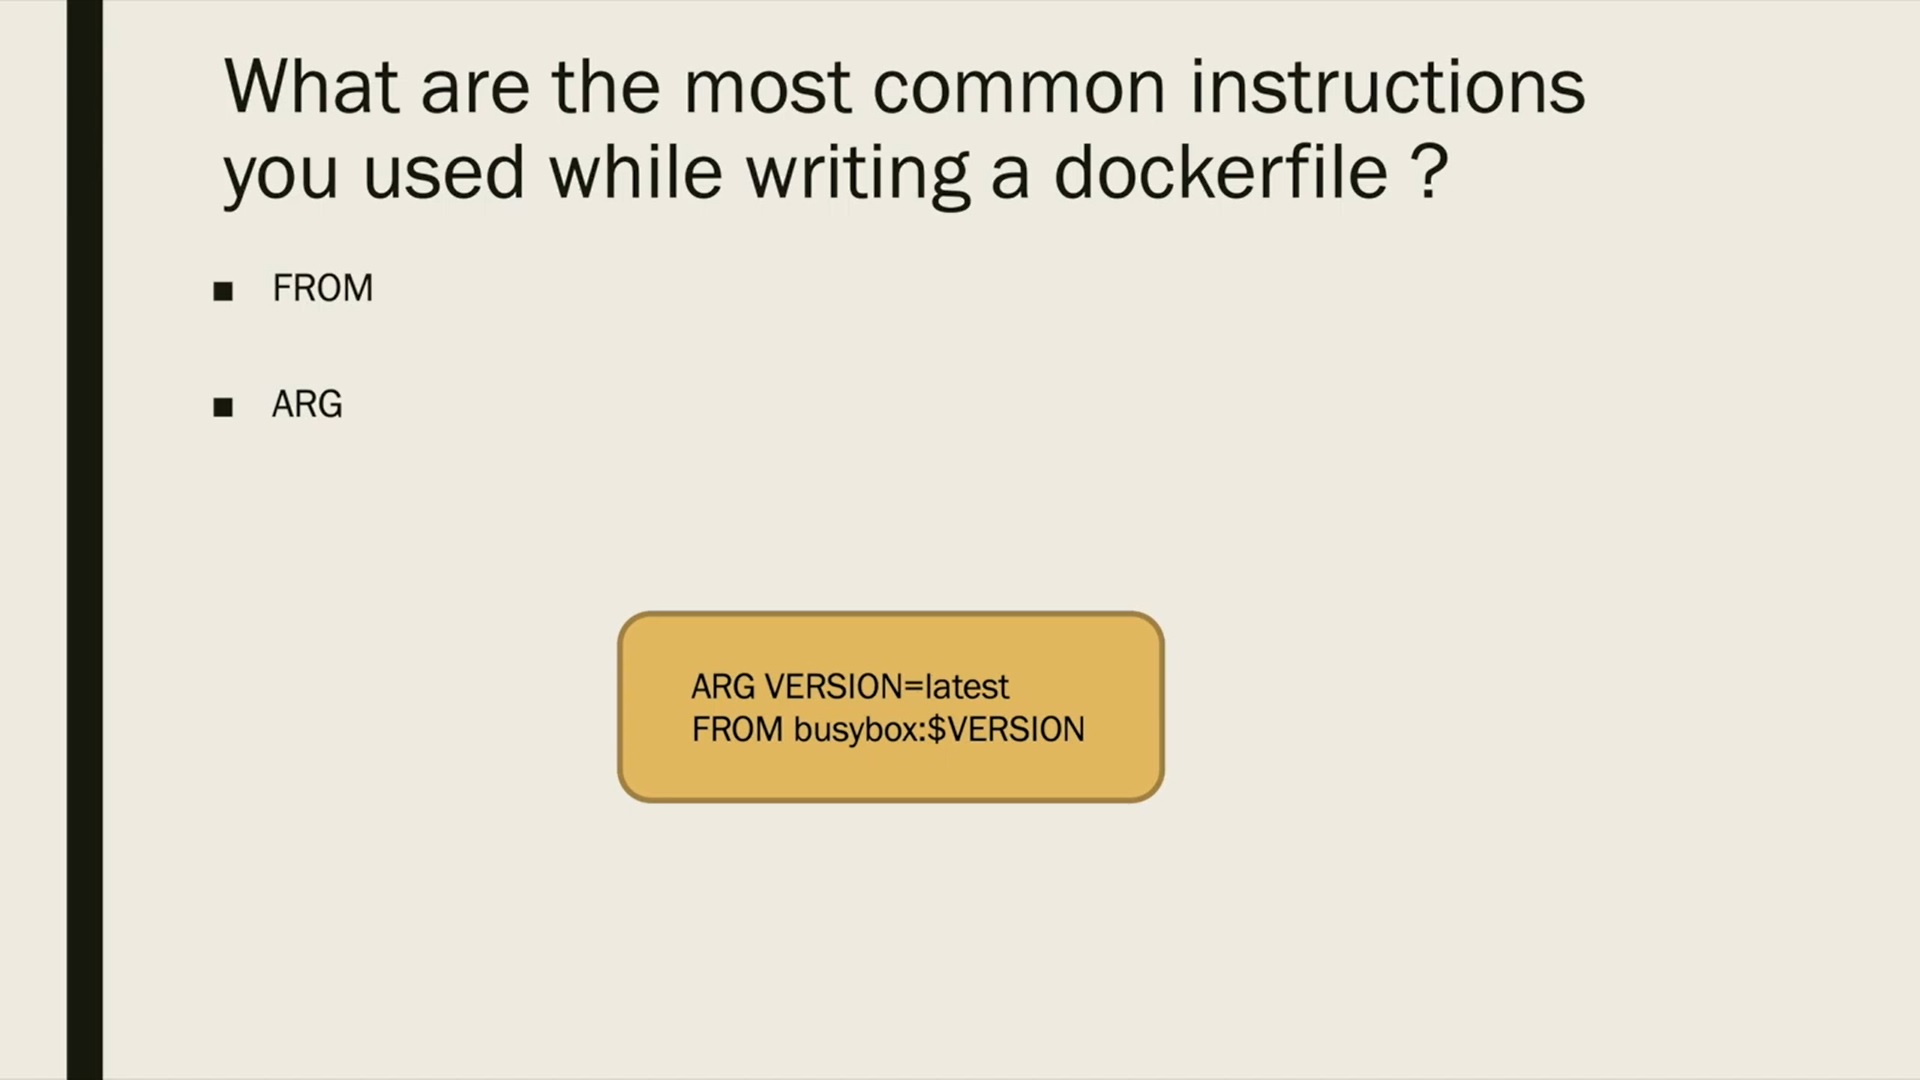 What are the most common instructions
you used while writing a dockerfile ?
■ FROM
■ ARG
ARG VERSION=latest
FROM busybox:$VERSION